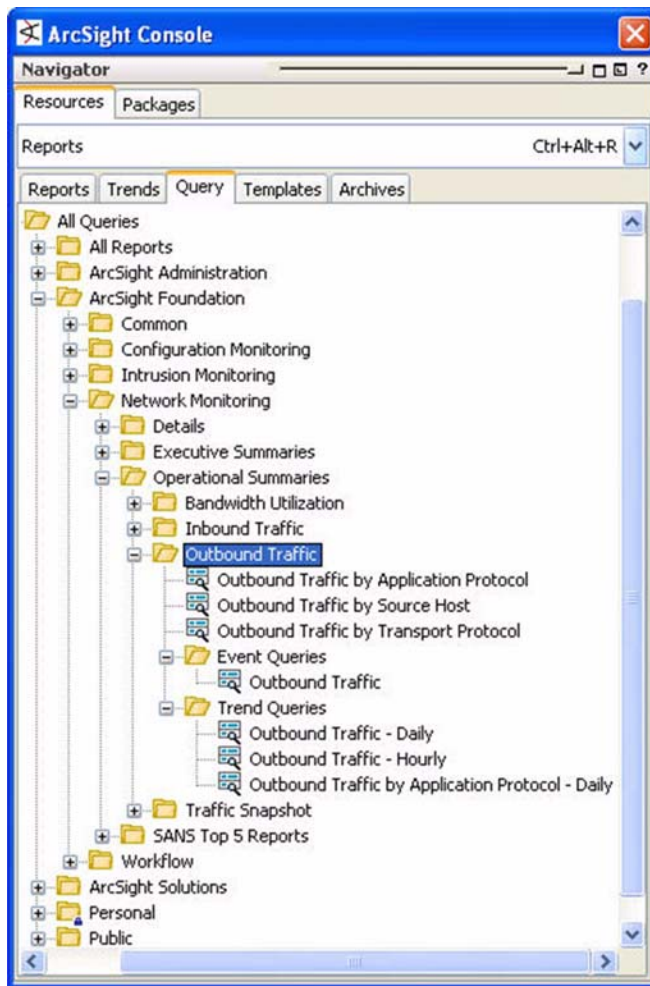 ArcSight Console
Navigator ?
Resources Packages
Reports Ctrl+Alt+R
Reports Trends Query Templates Archives
All Queries
All Reports
ArcSight Administration
ArcSight Foundation
Common
Configuration Monitoring
Intrusion Monitoring
Network Monitoring
Details
Executive Summaries
Operational Summaries
Bandwidth Utilization
Inbound Traffic
Outbound Traffic
Outbound Traffic by Application Protocol
Outbound Traffic by Source Host
Outbound Traffic by Transport Protocol
Event Queries
Outbound Traffic
Trend Queries
Outbound Traffic - Daily
Outbound Traffic - Hourly
Outbound Traffic by Application Protocol - Daily
Traffic Snapshot
SANS Top 5 Reports
Workflow
ArcSight Solutions
Personal
Public